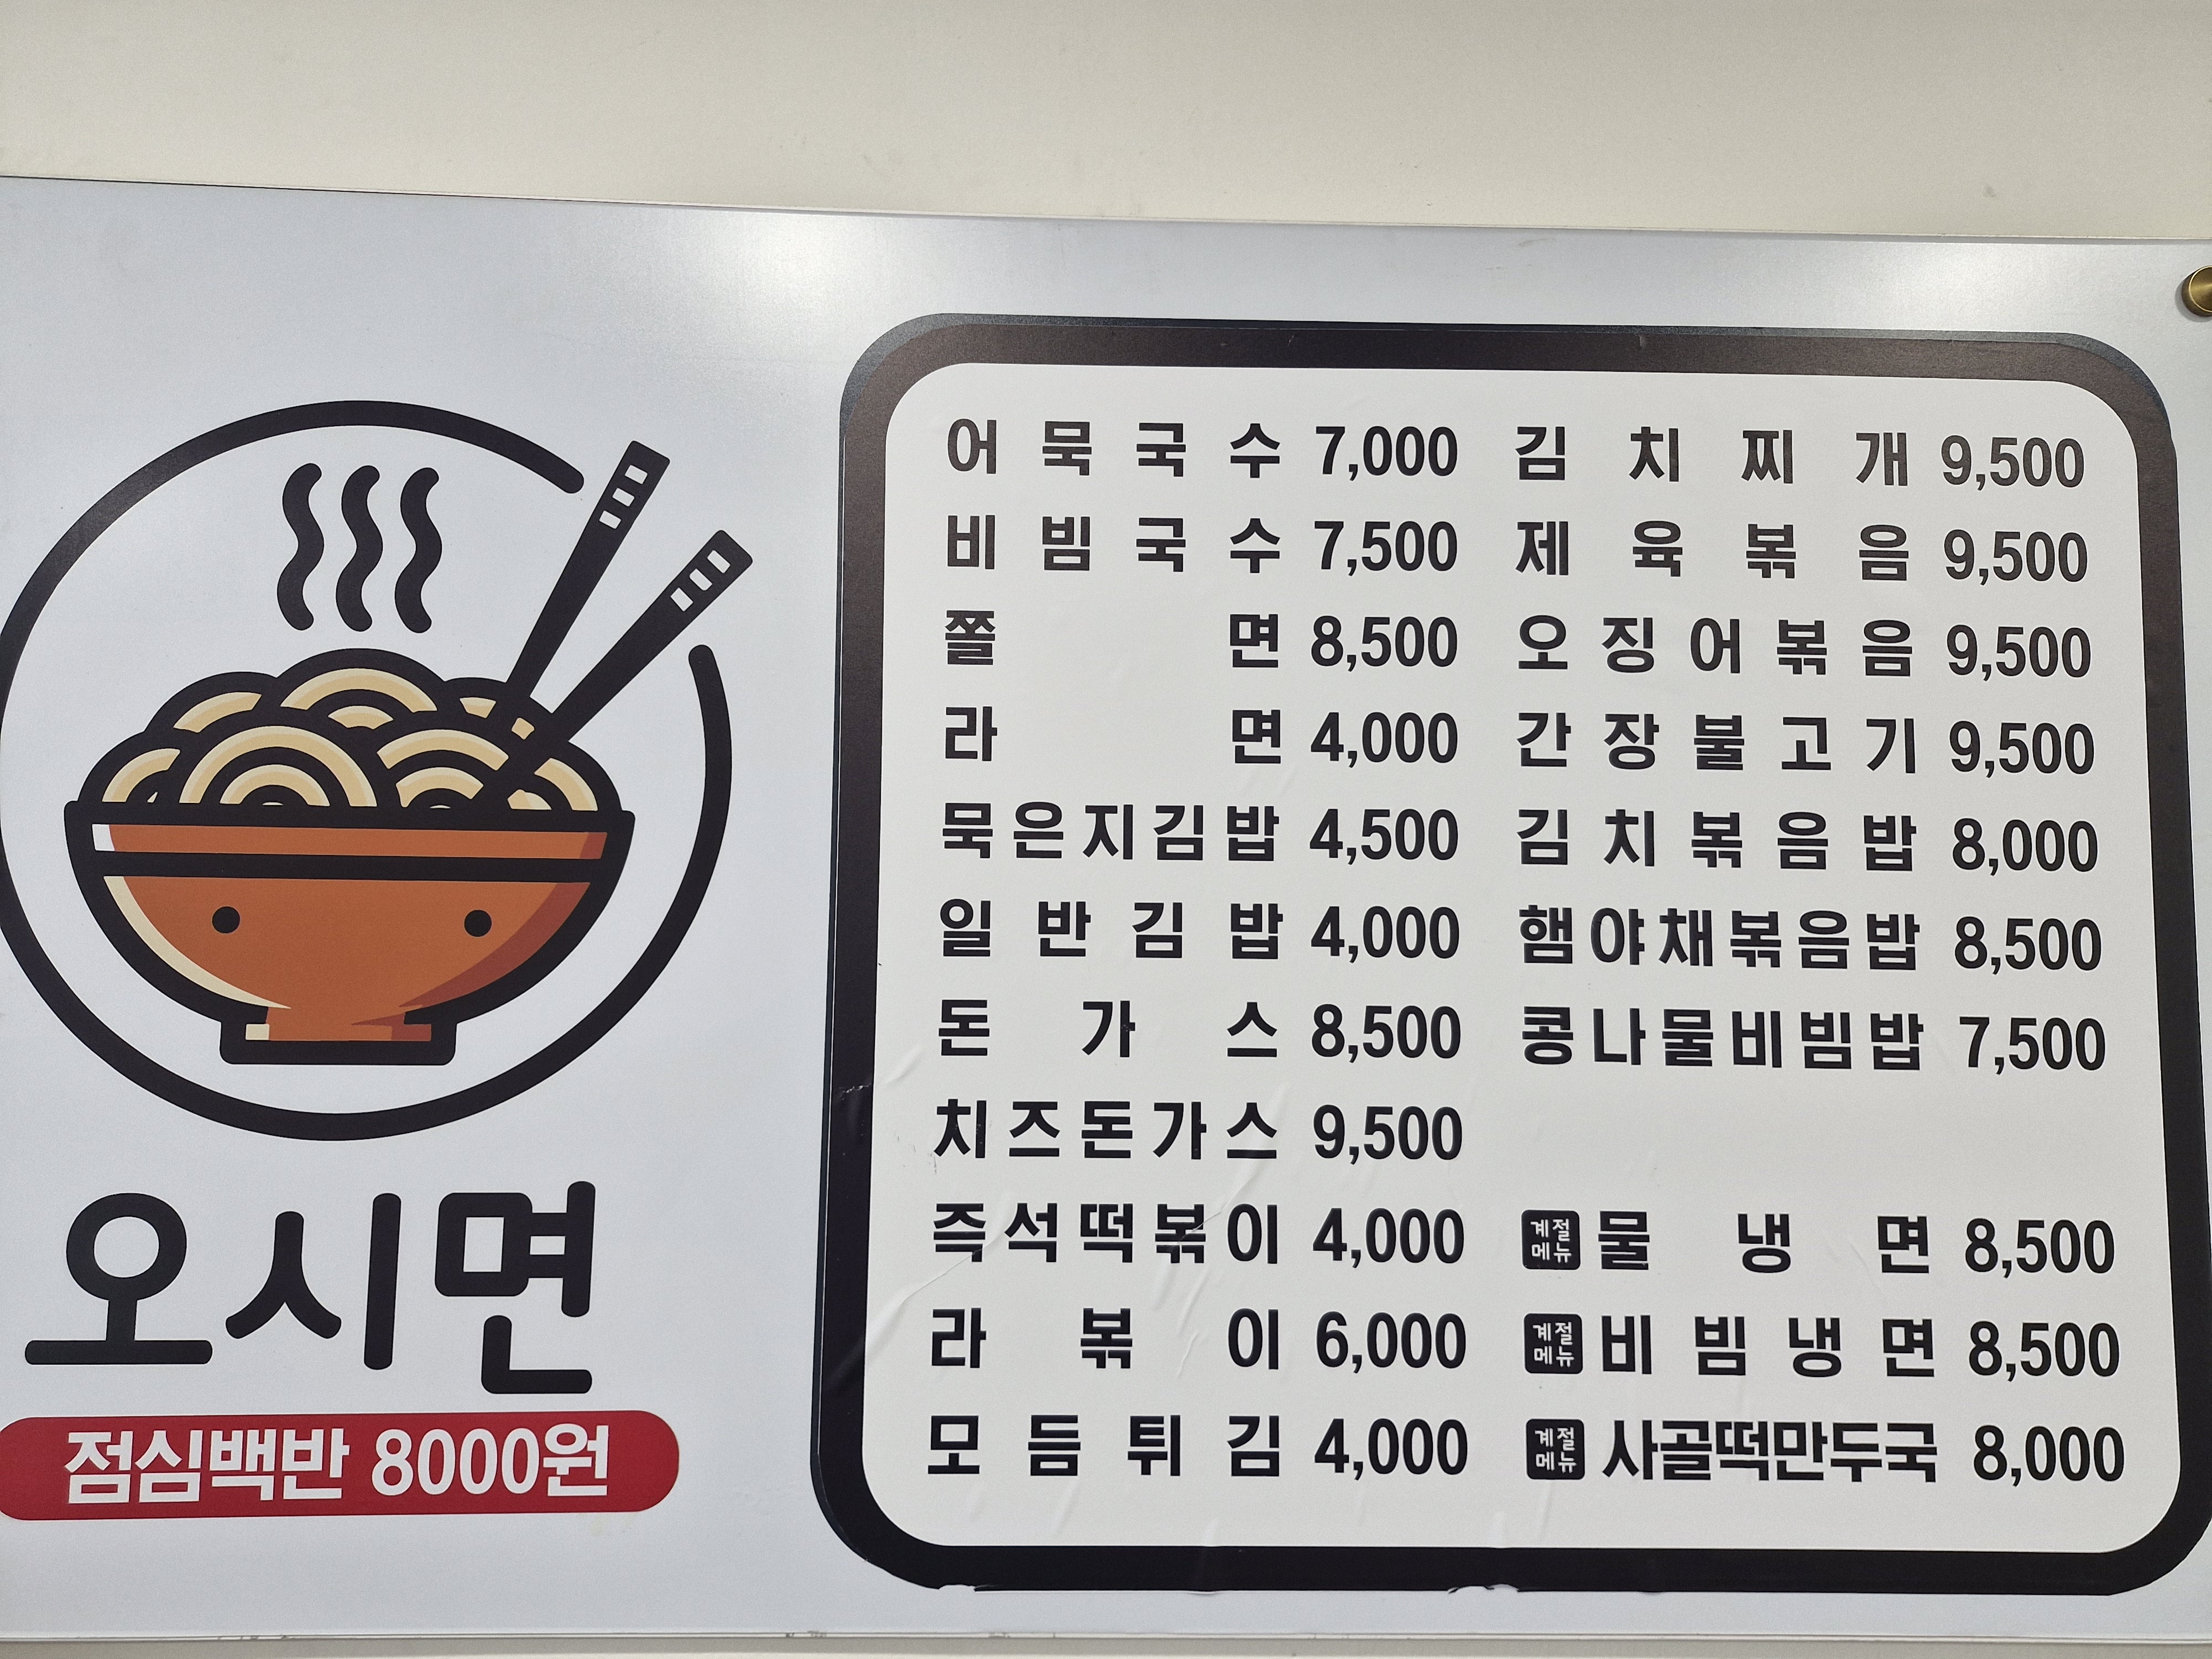 오시면
점심백반 8000원
어묵국수 7,000
비빔국수 7,500
쫄면 8,500
라면 4,000
묵은지김밥 4,500
일반김밥 4,000
돈가스 8,500
치즈돈가스 9,500
즉석떡볶이 4,000
라볶이 6,000
모듬튀김 4,000
김치찌개 9,500
제육볶음 9,500
오징어볶음 9,500
간장불고기 9,500
김치볶음밥 8,000
햄야채볶음밥 8,500
콩나물비빔밥 7,500
계절메뉴 물냉면 8,500
계절메뉴 비빔냉면 8,500
계절메뉴 사골떡만두국 8,000